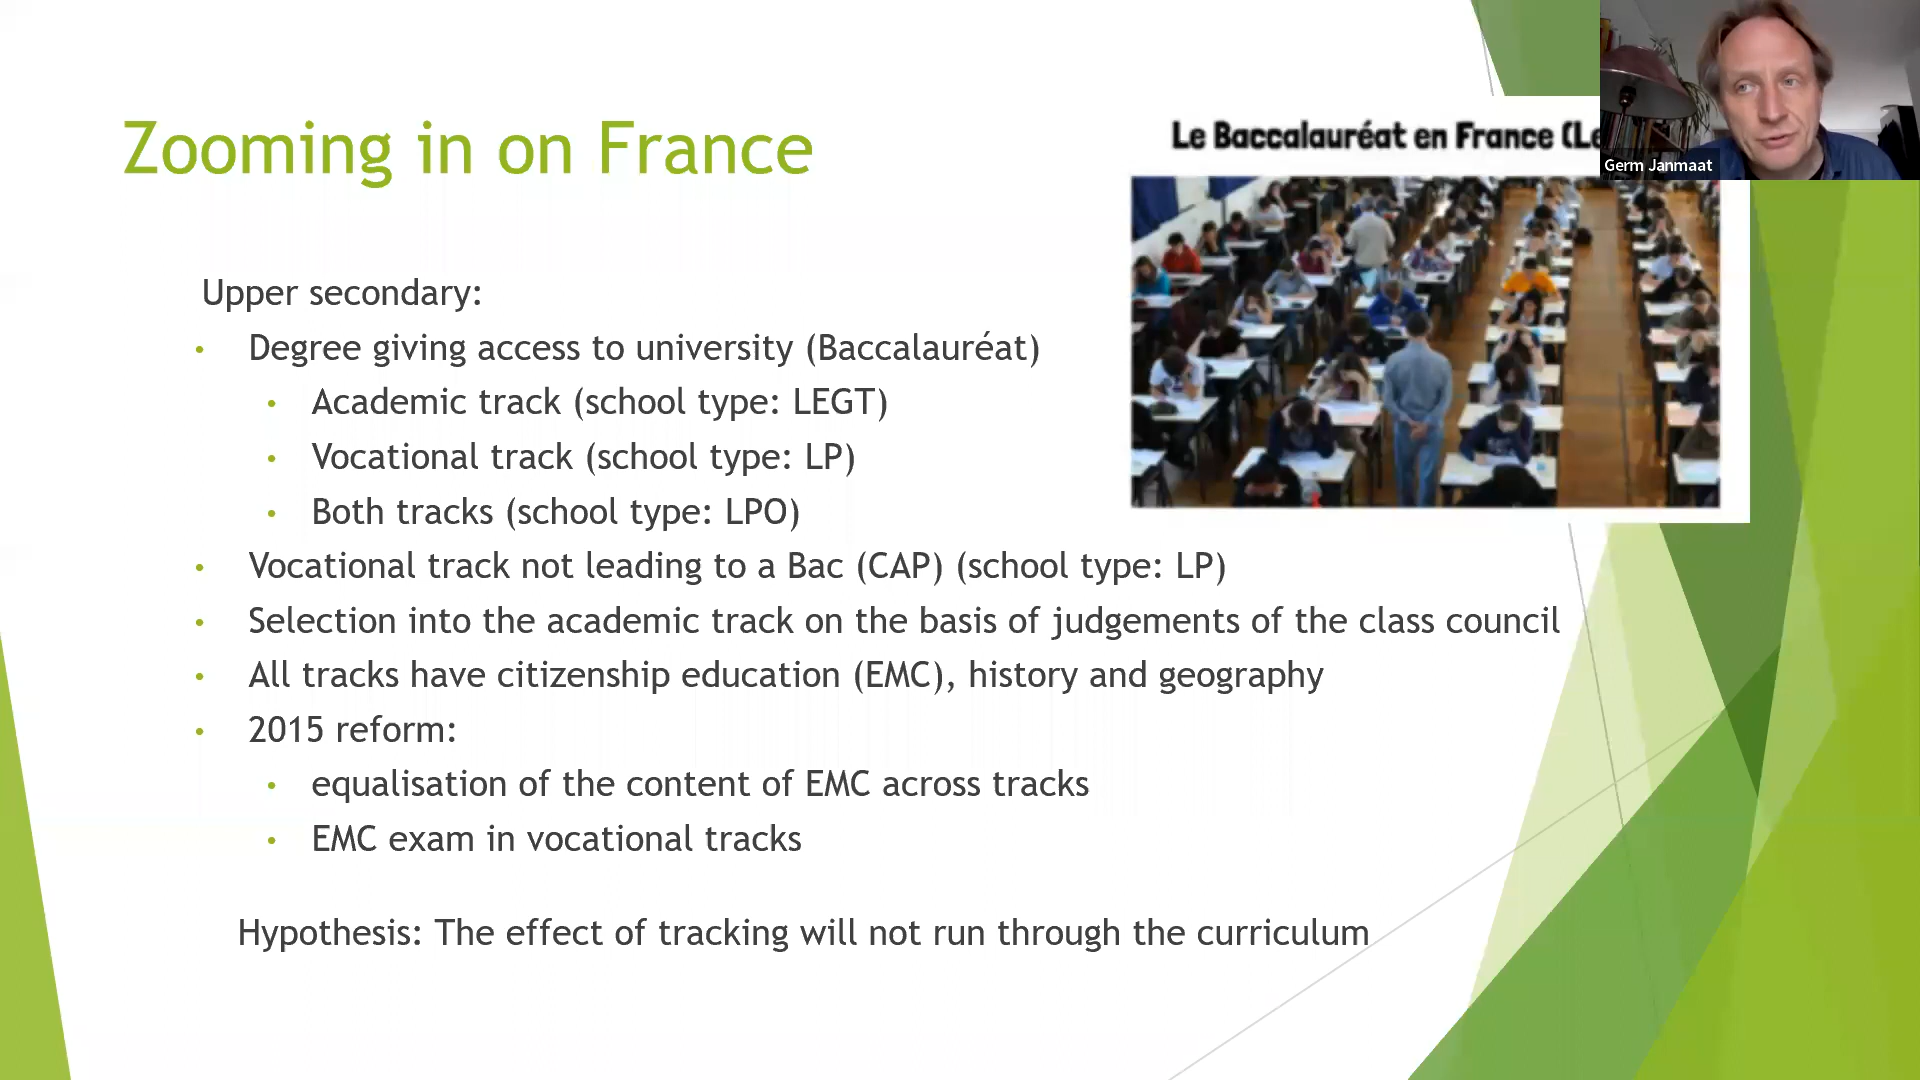 Zooming in on France
Le Baccalauréat en France (Le
Germ Janmaat
Upper secondary:
• Degree giving access to university (Baccalauréat)
• Academic track (school type: LEGT)
• Vocational track (school type: LP)
• Both tracks (school type: LPO)
• Vocational track not leading to a Bac (CAP) (school type: LP)
• Selection into the academic track on the basis of judgements of the class council
• All tracks have citizenship education (EMC), history and geography
• 2015 reform:
• equalisation of the content of EMC across tracks
• EMC exam in vocational tracks
Hypothesis: The effect of tracking will not run through the curriculum